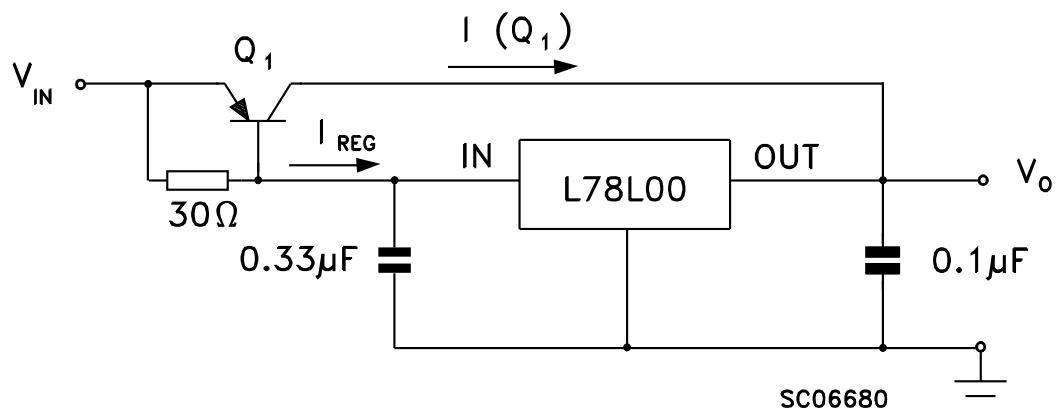 I (Q1)
Q1
VIN
IREG
IN
OUT
L78L00
VO
30Ω
0.33µF
0.1µF
SC06680